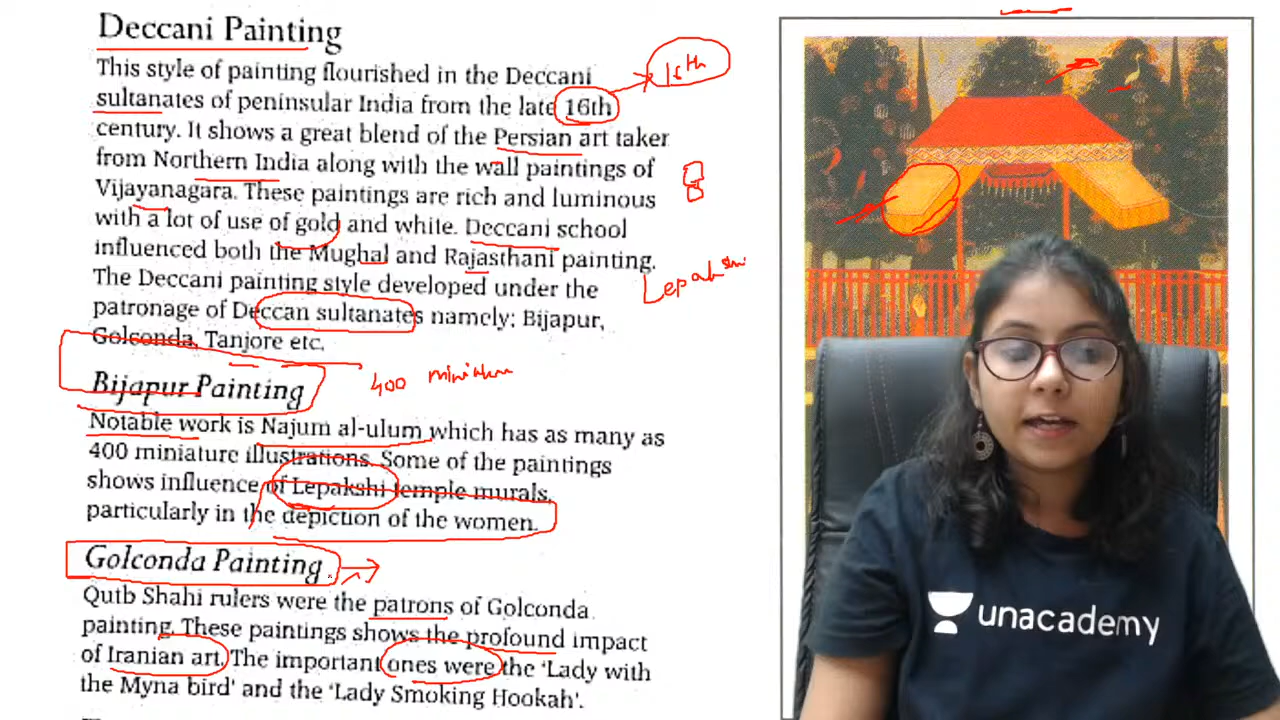 Deccani Painting
This style of painting flourished in the Deccani
sultanates of peninsular India from the late 16th
16th
century. It shows a great blend of the Persian art taker
from Northern India along with the wall paintings of
Vijayanagara. These paintings are rich and luminous
with a lot of use of gold and white. Deccani school
influenced both the Mughal and Rajasthani painting.
Lepakshi
The Deccani painting style developed under the
patronage of Deccan sultanates namely: Bijapur,
Golconda, Tanjore etc.
400 miniature
Bijapur Painting
Notable work is Najum al-ulum which has as many as
400 miniature illustrations. Some of the paintings
shows influence of Lepakshi temple murals,
particularly in the depiction of the women.
Golconda Painting
Qutb Shahi rulers were the patrons of Golconda
painting. These paintings shows the profound impact
of Iranian art. The important ones were the 'Lady with
the Myna bird' and the 'Lady Smoking Hookah'.
unacademy